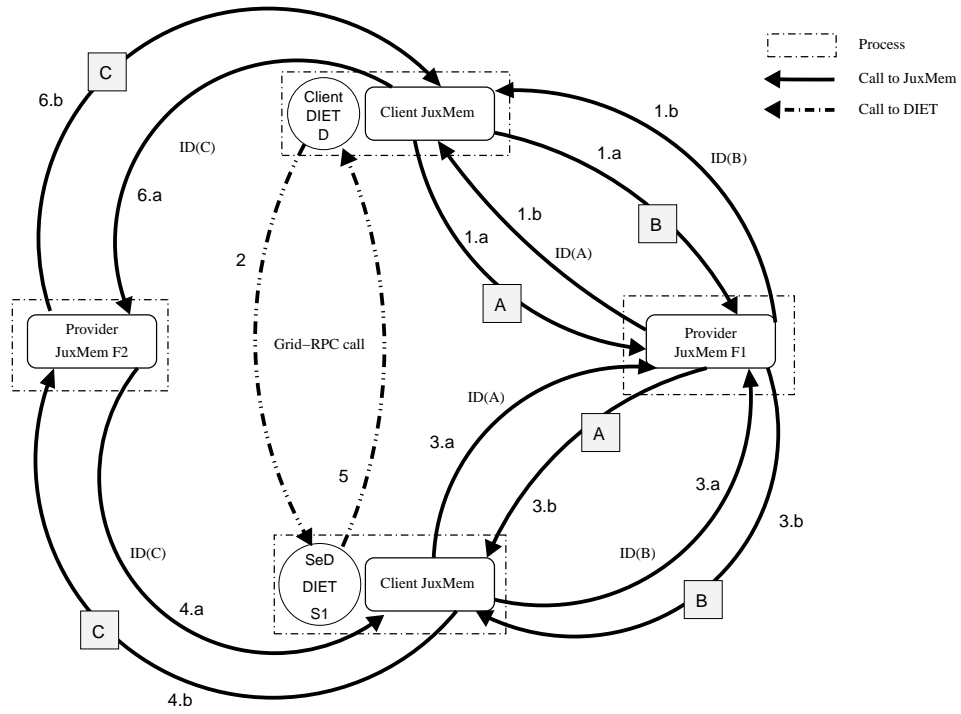 C
Process
Call to JuxMem
Call to DIET
6.b
Client
DIET
D
Client JuxMem
1.b
ID(C)
1.a
ID(B)
6.a
1.b
B
1.a
ID(A)
2
A
Provider
JuxMem F2
Grid−RPC call
Provider
JuxMem F1
ID(A)
A
3.a
5
3.a
3.b
3.b
ID(C)
SeD
DIET
S1
Client JuxMem
ID(B)
4.a
B
C
4.b